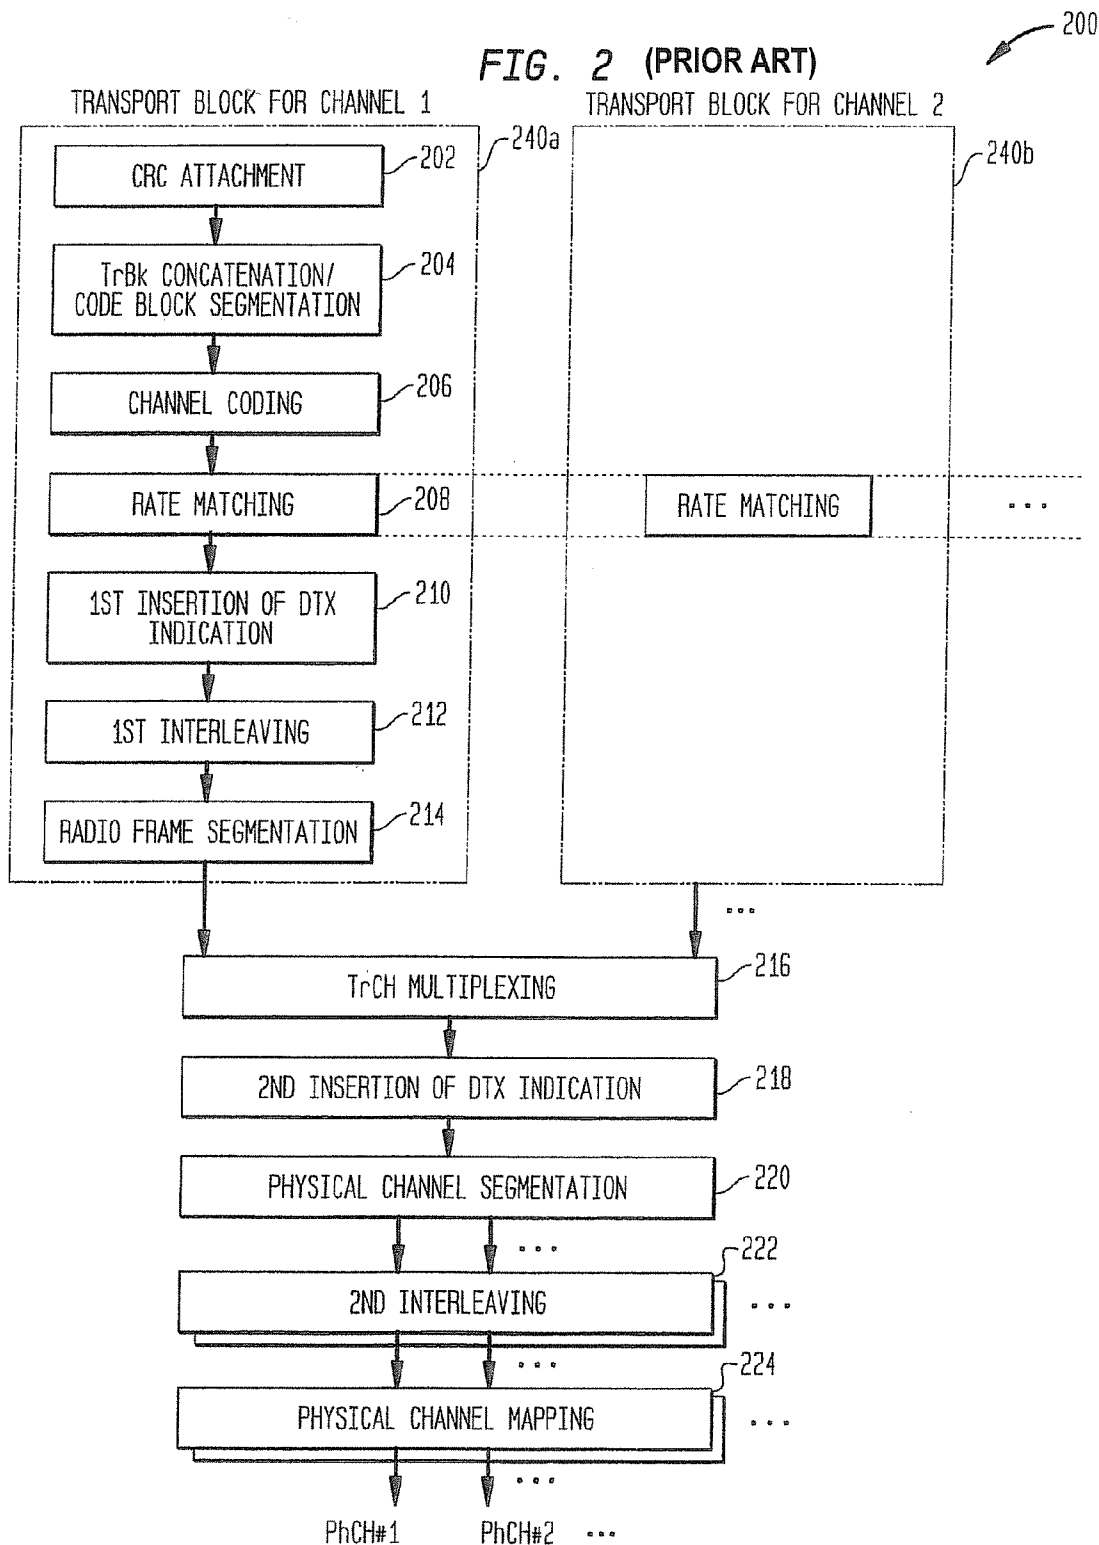 200
FIG. 2 (PRIOR ART)
TRANSPORT BLOCK FOR CHANNEL 1
TRANSPORT BLOCK FOR CHANNEL 2
240a
240b
CRC ATTACHMENT
202
TrBk CONCATENATION/
CODE BLOCK SEGMENTATION
204
CHANNEL CODING
206
RATE MATCHING
208
RATE MATCHING
...
1ST INSERTION OF DTX
INDICATION
210
1ST INTERLEAVING
212
RADIO FRAME SEGMENTATION
214
...
TrCH MULTIPLEXING
216
2ND INSERTION OF DTX INDICATION
218
PHYSICAL CHANNEL SEGMENTATION
220
...
222
2ND INTERLEAVING
...
...
224
PHYSICAL CHANNEL MAPPING
...
...
PhCH#1
PhCH#2
...